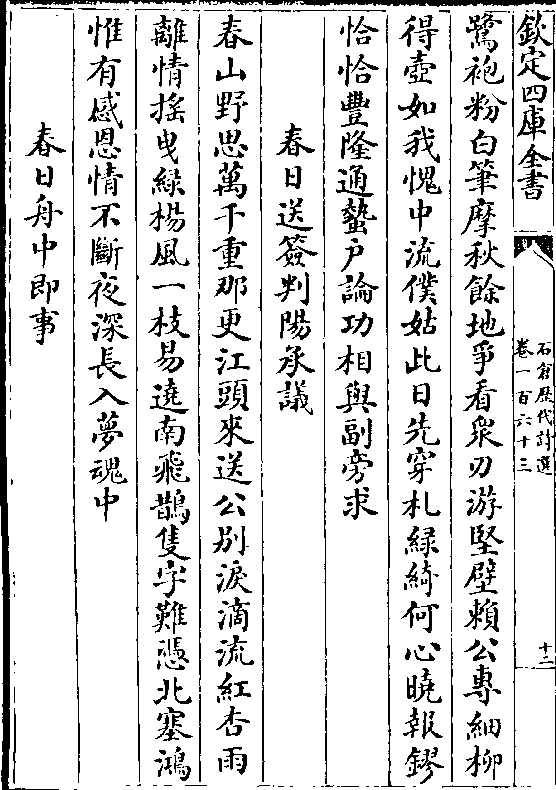 欽定四庫全書
石倉歴代詩選
卷一百六十三
十二
鷺袍粉白筆摩秋餘地爭看衆刃游堅壁賴公專細柳
得壺如我愧中流僕姑此日先穿札緑綺何心曉報鏐
恰恰豐隆通蟄户論功相與副旁求
春日送簽判陽承議
春山野思萬千重那更江頭來送公别淚滴流紅杏雨
離情摇曳緑楊風一枝易遶南飛鵲隻字難憑北塞鴻
惟有感恩情不斷夜深長入夢魂中
春日舟中即事